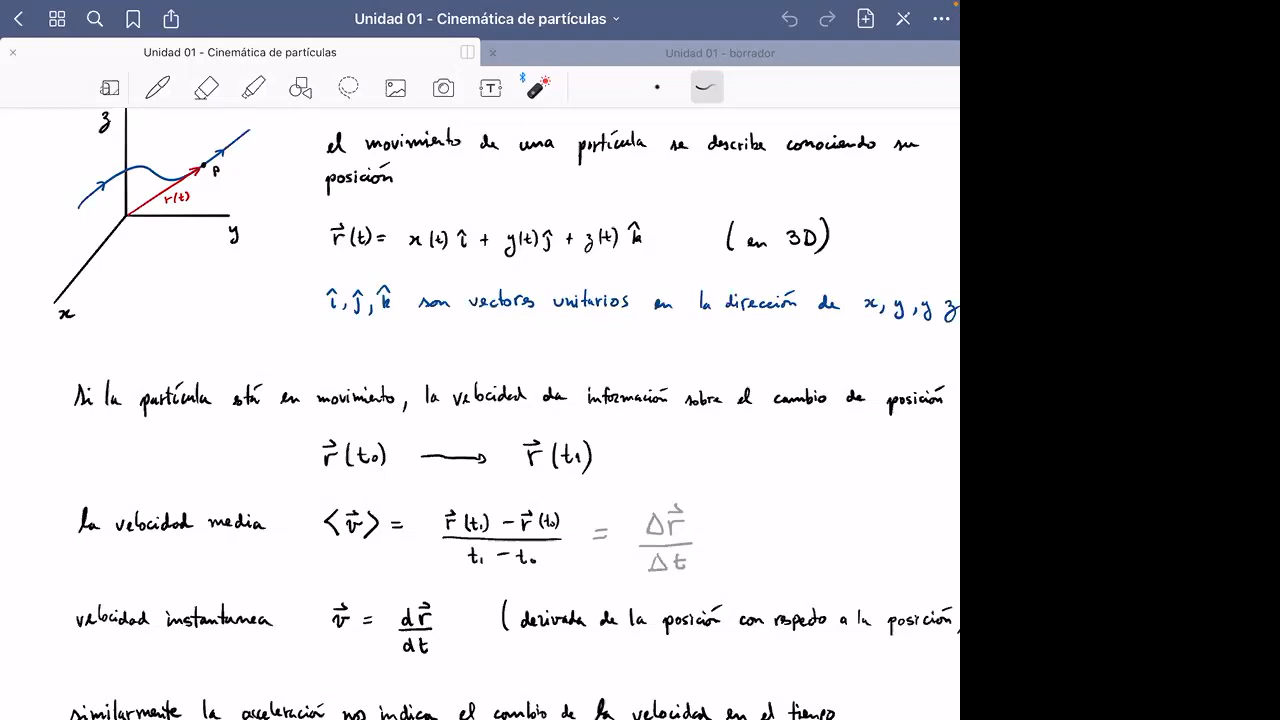 Unidad 01 - Cinemática de partículas
Unidad 01 - Cinemática de partículas
Unidad 01 - borrador
z
P
r(t)
y
x
el movimiento de una partícula se describe conociendo su
posición
r⃗(t) = x(t) î + y(t) ĵ + z(t) k̂ (en 3D)
î, ĵ, k̂ son vectores unitarios en la dirección de x, y, y z
Si la partícula está en movimiento, la velocidad da información sobre el cambio de posición
r⃗(t₀) ⟶ r⃗(t₁)
la velocidad media ⟨v⃗⟩ = (r⃗(t₁) − r⃗(t₀)) / (t₁ − t₀) = Δr⃗ / Δt
velocidad instantanea v⃗ = dr⃗ / dt (derivada de la posición con respecto a la posición,
similarmente la aceleración no indica el cambio de la velocidad en el tiempo